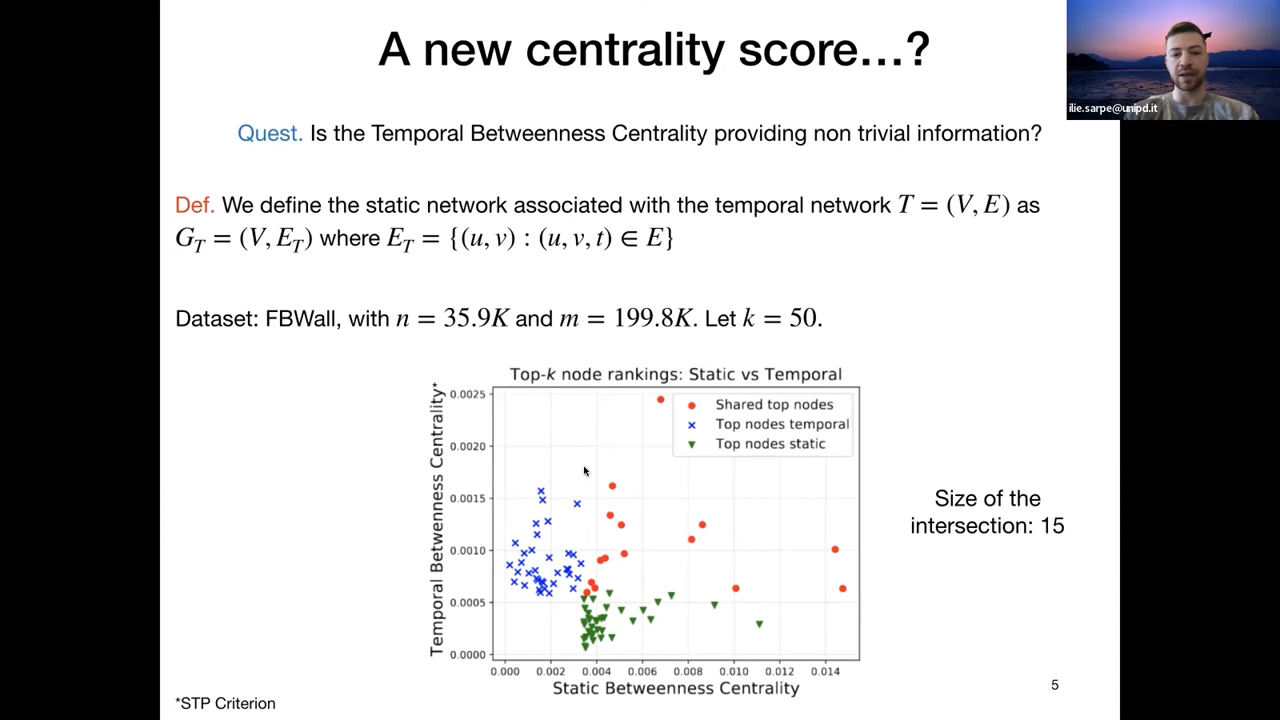 A new centrality score...?
ilie.sarpe@unipd.it
Quest. Is the Temporal Betweenness Centrality providing non trivial information?
Def. We define the static network associated with the temporal network T = (V, E) as
G_T = (V, E_T) where E_T = {(u, v) : (u, v, t) ∈ E}
Dataset: FBWall, with n = 35.9K and m = 199.8K. Let k = 50.
Top-k node rankings: Static vs Temporal
Temporal Betwenness Centrality*
0.0025
0.0020
0.0015
0.0010
0.0005
0.0000
Shared top nodes
Top nodes temporal
Top nodes static
0.000 0.002 0.004 0.006 0.008 0.010 0.012 0.014
Static Betweenness Centrality
Size of the
intersection: 15
*STP Criterion
5